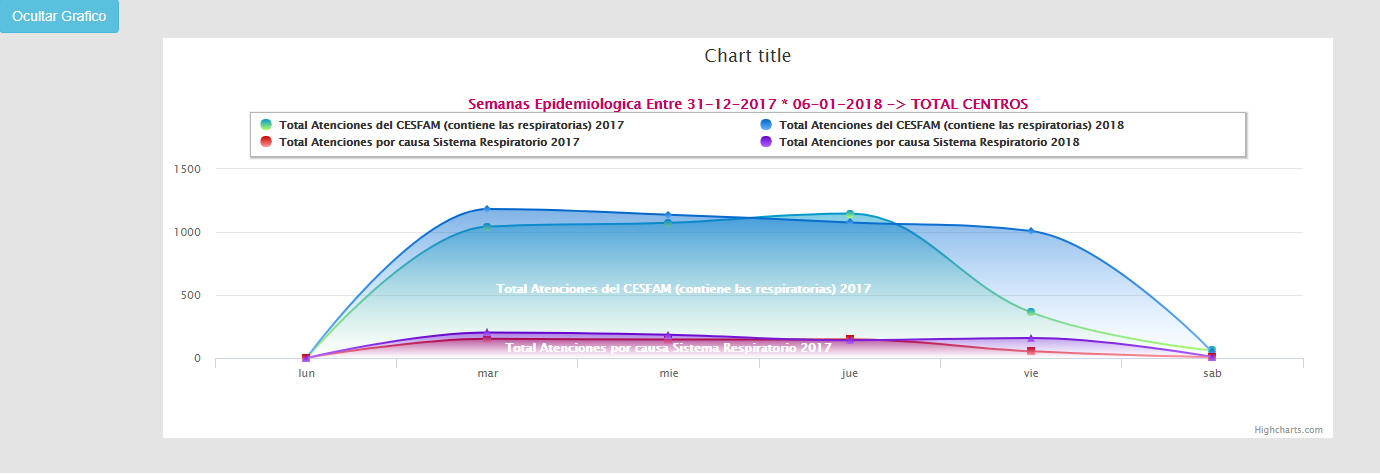 Ocultar Grafico
Chart title
Semanas Epidemiologica Entre 31-12-2017 * 06-01-2018 -> TOTAL CENTROS
Total Atenciones del CESFAM (contiene las respiratorias) 2017
Total Atenciones del CESFAM (contiene las respiratorias) 2018
Total Atenciones por causa Sistema Respiratorio 2017
Total Atenciones por causa Sistema Respiratorio 2018
1500
1000
500
0
Total Atenciones del CESFAM (contiene las respiratorias) 2017
Total Atenciones por causa Sistema Respiratorio 2017
lun mar mie jue vie sab
Highcharts.com